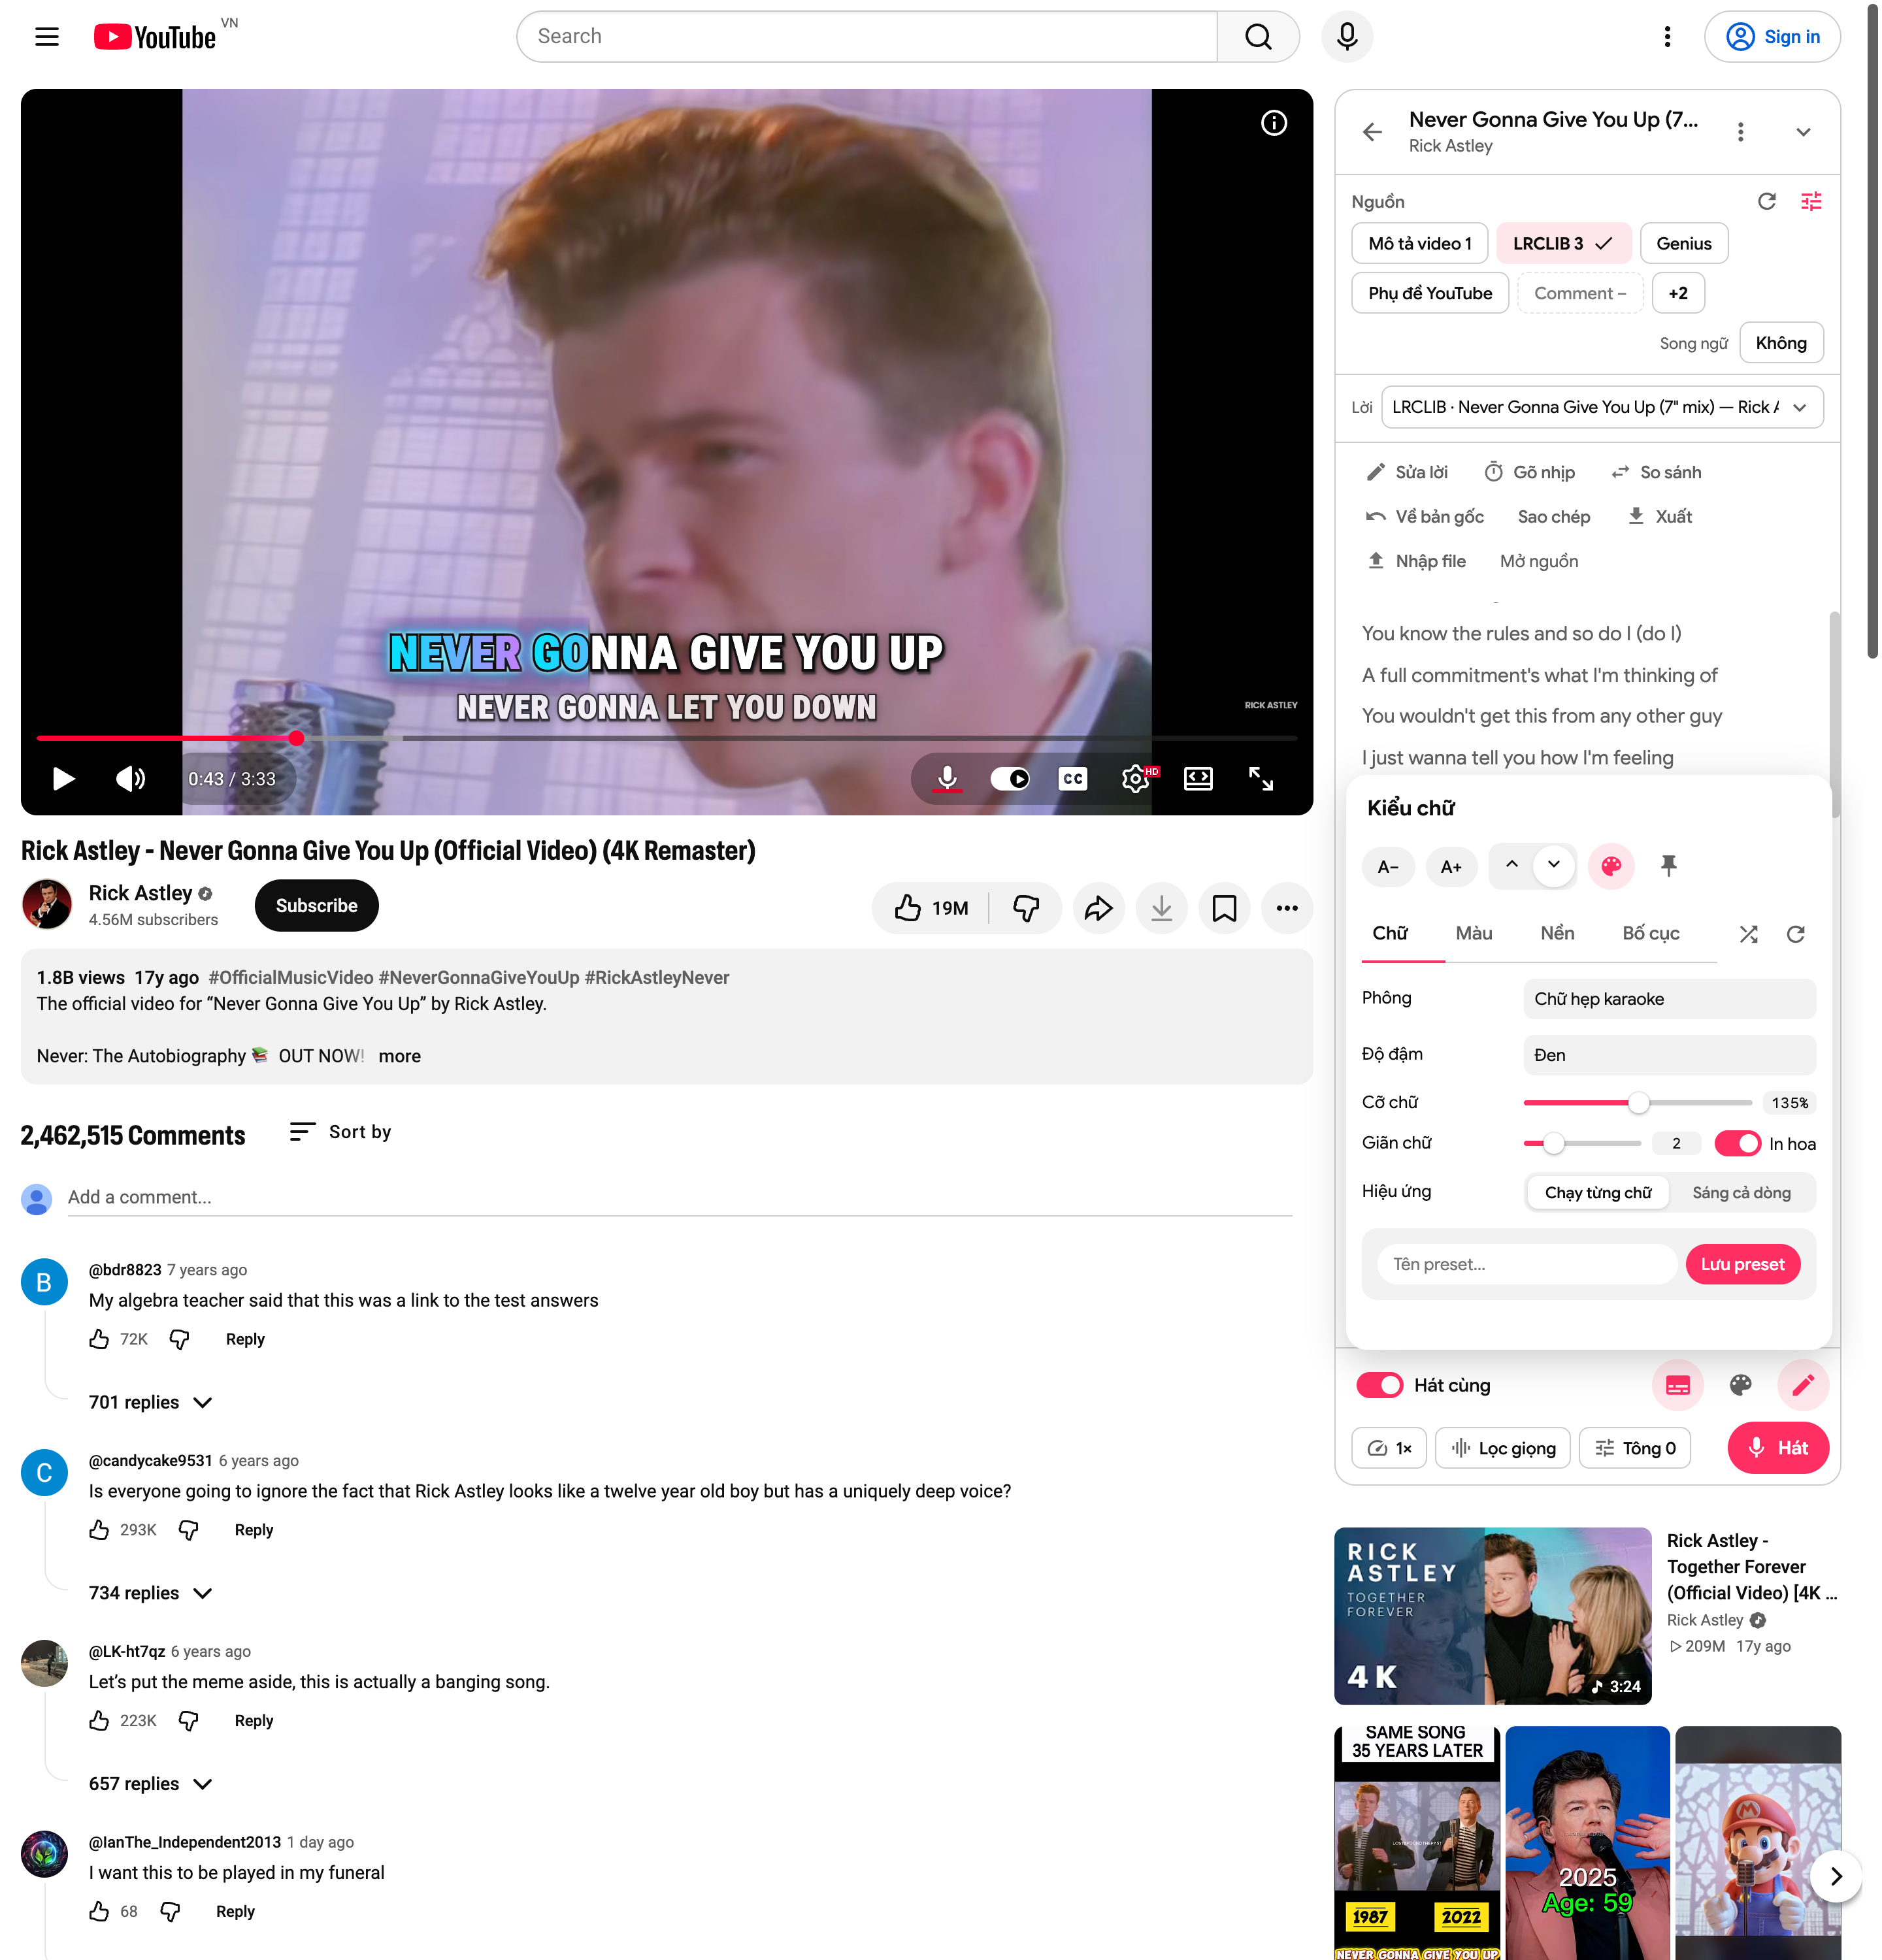 YouTube VN
Search
Sign in
RICK ASTLEY
NEVER GONNA GIVE YOU UP
NEVER GONNA LET YOU DOWN
0:43 / 3:33
CC
HD
Rick Astley - Never Gonna Give You Up (Official Video) (4K Remaster)
Rick Astley
4.56M subscribers
Subscribe
19M
1.8B views 17y ago #OfficialMusicVideo #NeverGonnaGiveYouUp #RickAstleyNever
The official video for “Never Gonna Give You Up” by Rick Astley.
Never: The Autobiography 📚 OUT NOW! more
2,462,515 Comments
Sort by
Add a comment...
B
@bdr8823 7 years ago
My algebra teacher said that this was a link to the test answers
72K Reply
701 replies
C
@candycake9531 6 years ago
Is everyone going to ignore the fact that Rick Astley looks like a twelve year old boy but has a uniquely deep voice?
293K Reply
734 replies
@LK-ht7qz 6 years ago
Let’s put the meme aside, this is actually a banging song.
223K Reply
657 replies
@IanThe_Independent2013 1 day ago
I want this to be played in my funeral
68 Reply
Never Gonna Give You Up (7...
Rick Astley
Nguồn
Mô tả video 1 LRCLIB 3 Genius
Phụ đề YouTube Comment – +2
Song ngữ Không
Lời LRCLIB · Never Gonna Give You Up (7" mix) — Rick
Sửa lời Gõ nhịp So sánh
Về bản gốc Sao chép Xuất
Nhập file Mở nguồn
You know the rules and so do I (do I)
A full commitment's what I'm thinking of
You wouldn't get this from any other guy
I just wanna tell you how I'm feeling
Kiểu chữ
A− A+
Chữ Màu Nền Bố cục
Phông Chữ hẹp karaoke
Độ đậm Đen
Cỡ chữ 135%
Giãn chữ 2 In hoa
Hiệu ứng Chạy từng chữ Sáng cả dòng
Tên preset... Lưu preset
Hát cùng
1× Lọc giọng Tông 0 Hát
RICK
ASTLEY
TOGETHER
FOREVER
4K
3:24
Rick Astley -
Together Forever
(Official Video) [4K ...
Rick Astley
209M 17y ago
SAME SONG
35 YEARS LATER
1987 2022
NEVER GONNA GIVE YOU UP
2025
Age: 59
M